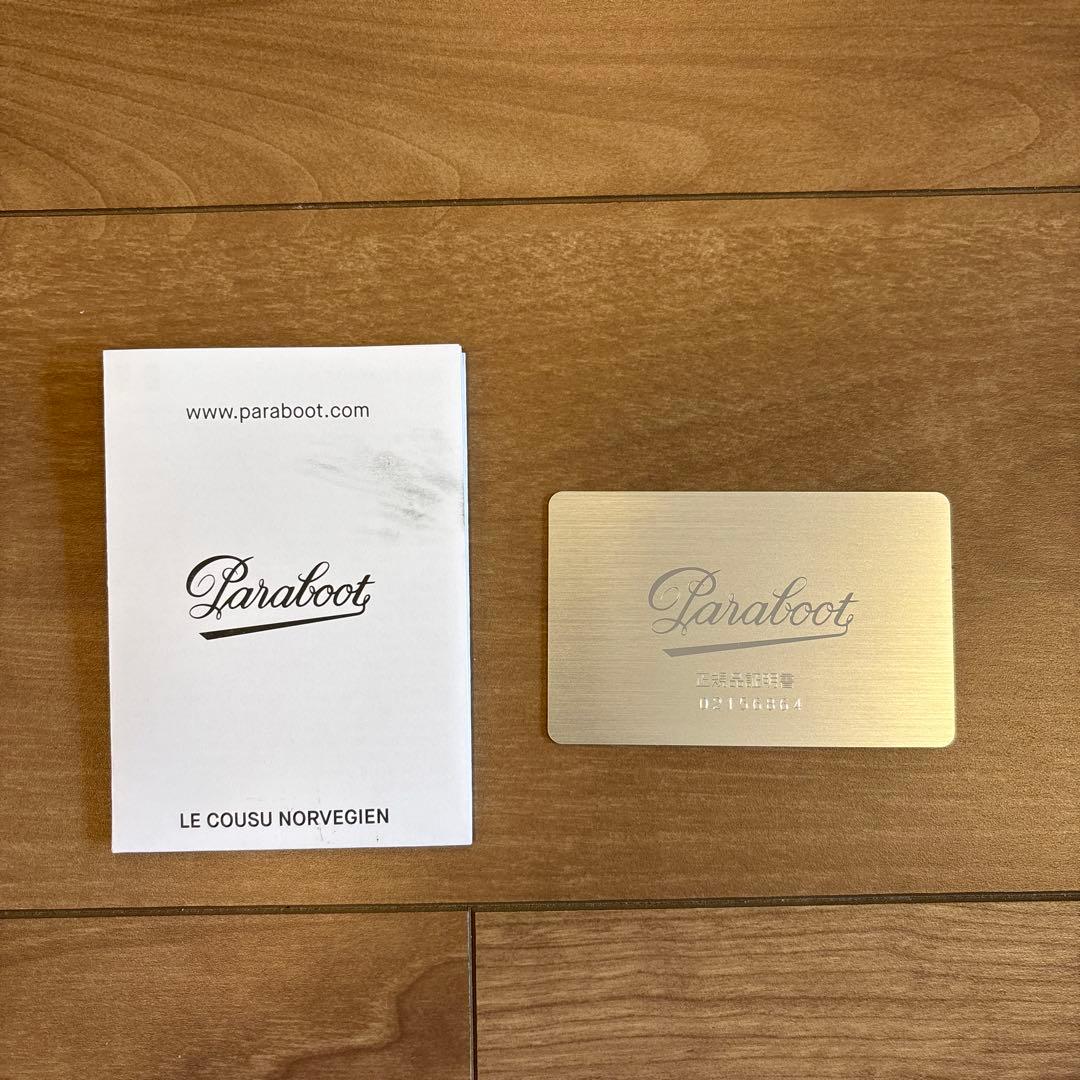 www.paraboot.com
Paraboot
LE COUSU NORVEGIEN
Paraboot
正規品証明書
02156864